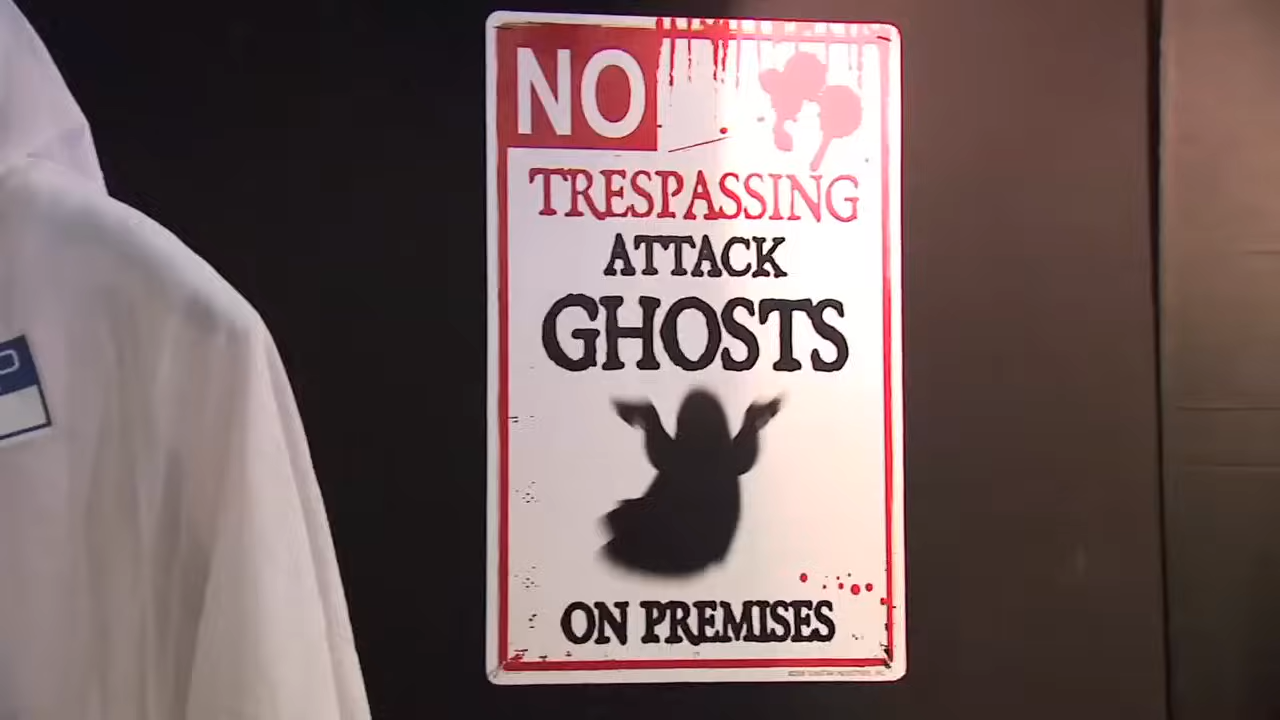 NO
TRESPASSING
ATTACK
GHOSTS
ON PREMISES